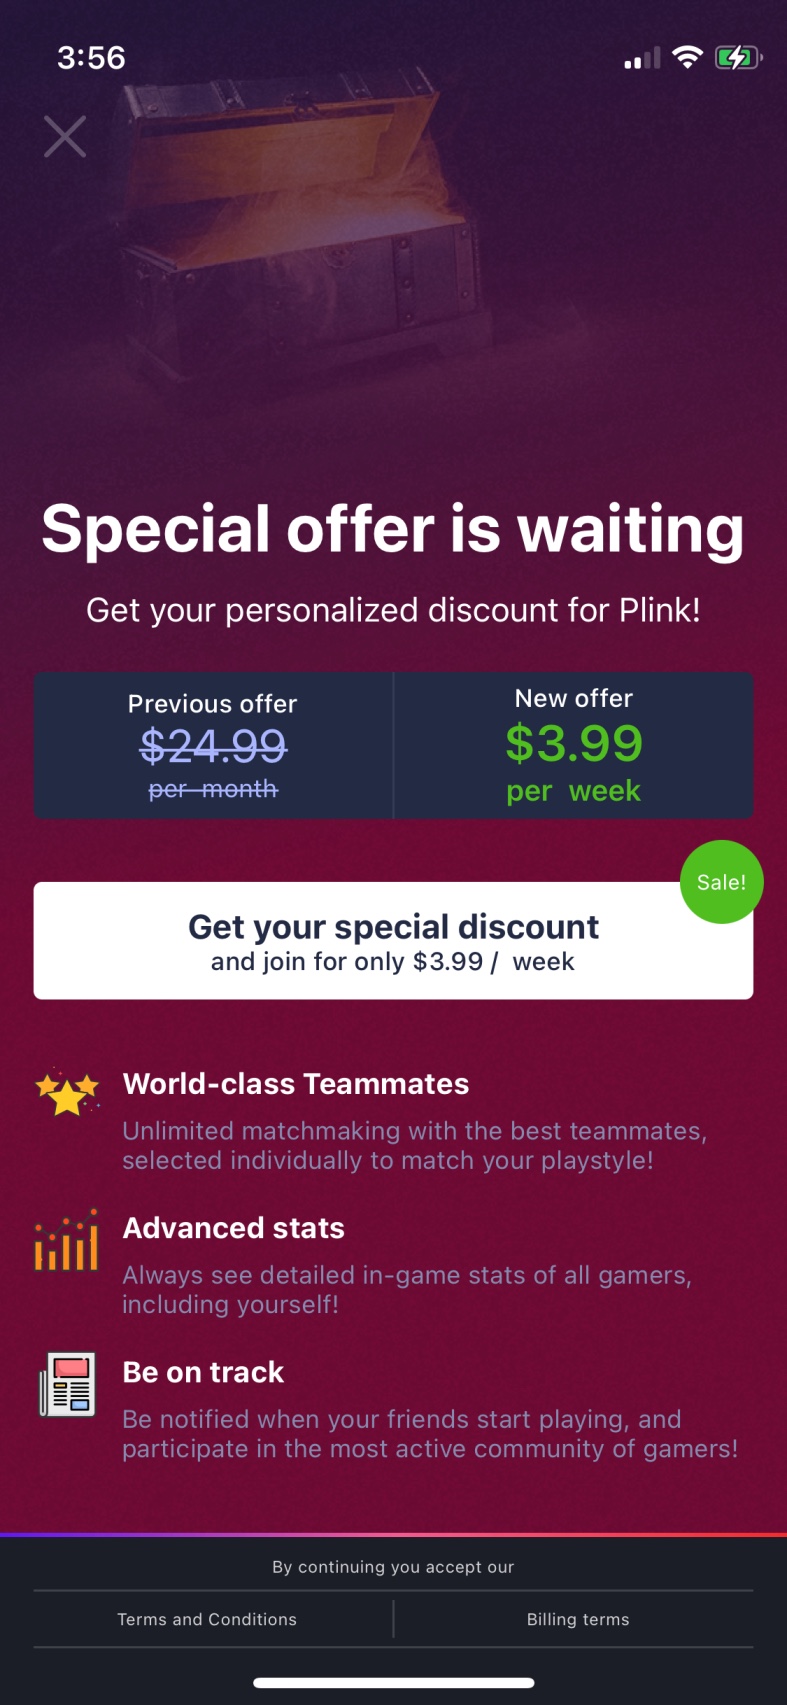 3:56
Special offer is waiting
Get your personalized discount for Plink!
Previous offer
$24.99
per month
New offer
$3.99
per week
Sale!
Get your special discount
and join for only $3.99 / week
World-class Teammates
Unlimited matchmaking with the best teammates,
selected individually to match your playstyle!
Advanced stats
Always see detailed in-game stats of all gamers,
including yourself!
Be on track
Be notified when your friends start playing, and
participate in the most active community of gamers!
By continuing you accept our
Terms and Conditions
Billing terms